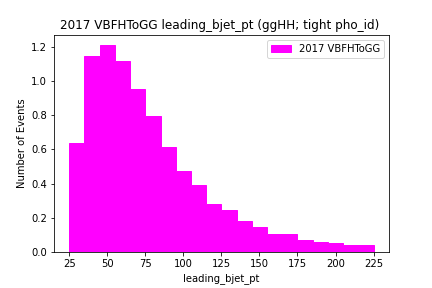 2017 VBFHToGG leading_bjet_pt (ggHH; tight pho_id)
2017 VBFHToGG
Number of Events
1.2
1.0
0.8
0.6
0.4
0.2
0.0
25 50 75 100 125 150 175 200 225
leading_bjet_pt